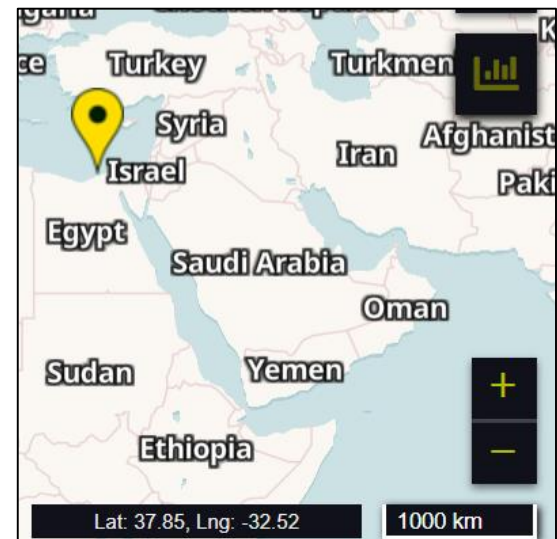 Turkey
Turkmen
Syria
Iran
Afghanist
Israel
Paki
Egypt
Saudi Arabia
Oman
Sudan
Yemen
Ethiopia
+
−
Lat: 37.85, Lng: -32.52
1000 km